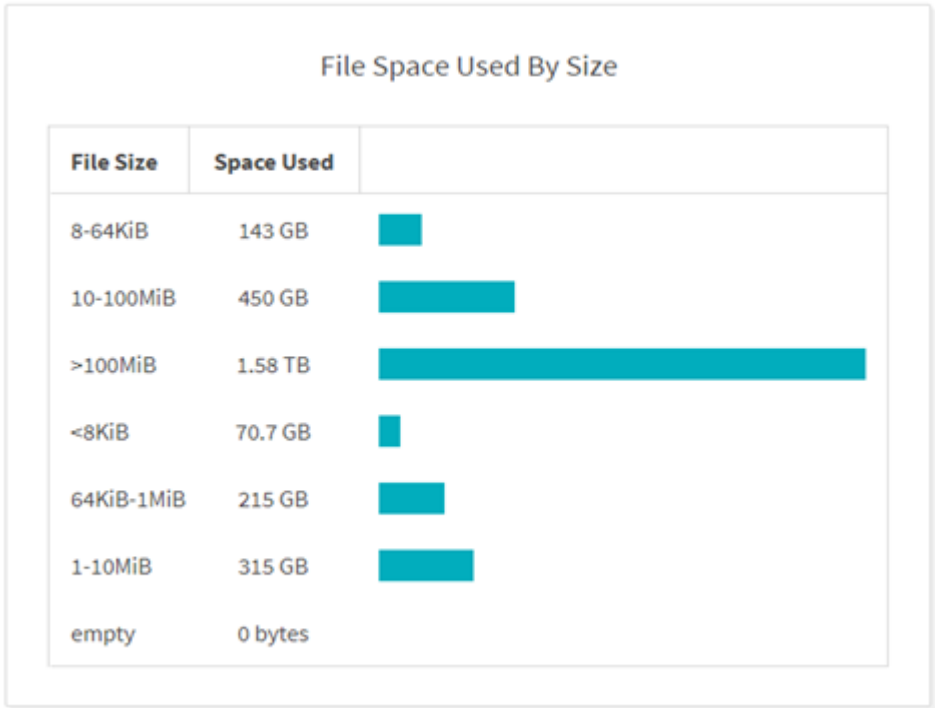 File Space Used By Size
File Size Space Used
8-64KiB 143 GB
10-100MiB 450 GB
>100MiB 1.58 TB
<8KiB 70.7 GB
64KiB-1MiB 215 GB
1-10MiB 315 GB
empty 0 bytes